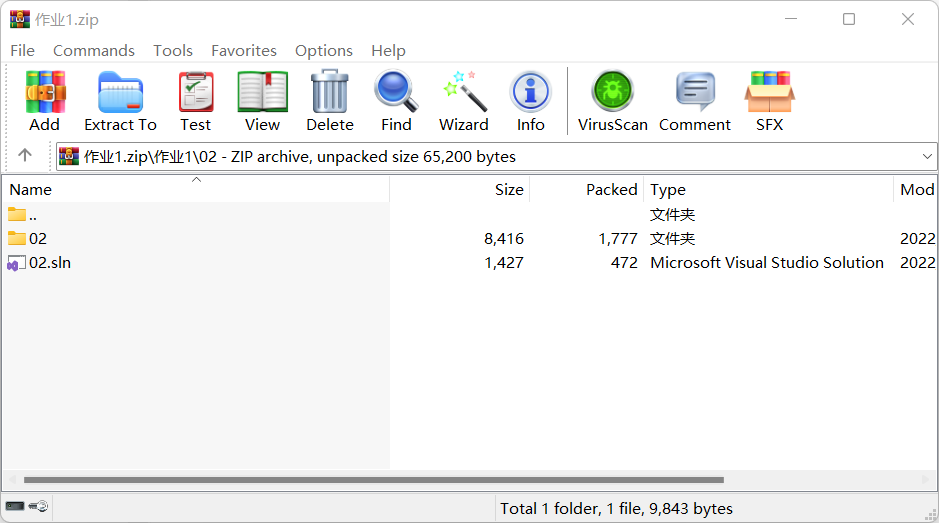 作业1.zip
File Commands Tools Favorites Options Help
Add Extract To Test View Delete Find Wizard Info VirusScan Comment SFX
作业1.zip\作业1\02 - ZIP archive, unpacked size 65,200 bytes
Name Size Packed Type Mod
.. 文件夹
02 8,416 1,777 文件夹 2022
02.sln 1,427 472 Microsoft Visual Studio Solution 2022
Total 1 folder, 1 file, 9,843 bytes